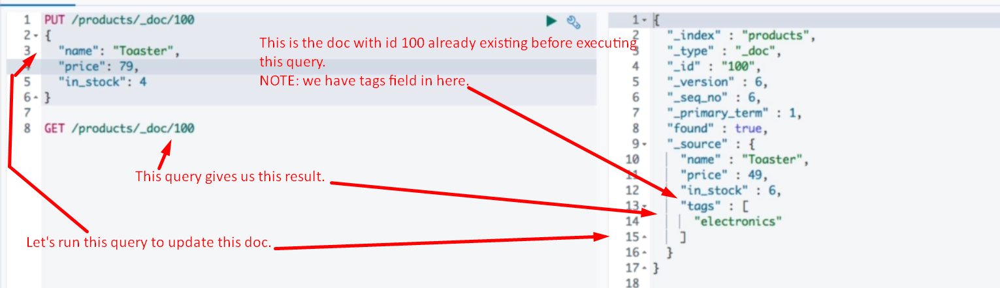 1 PUT /products/_doc/100
2 {
3 "name": "Toaster",
4 "price": 79,
5 "in_stock": 4
6 }
7
8 GET /products/_doc/100
This is the doc with id 100 already existing before executing
this query.
NOTE: we have tags field in here.
This query gives us this result.
Let's run this query to update this doc.
1 {
2 "_index" : "products",
3 "_type" : "_doc",
4 "_id" : "100",
5 "_version" : 6,
6 "_seq_no" : 6,
7 "_primary_term" : 1,
8 "found" : true,
9 "_source" : {
10 "name" : "Toaster",
11 "price" : 49,
12 "in_stock" : 6,
13 "tags" : [
14 "electronics"
15 ]
16 }
17 }
18